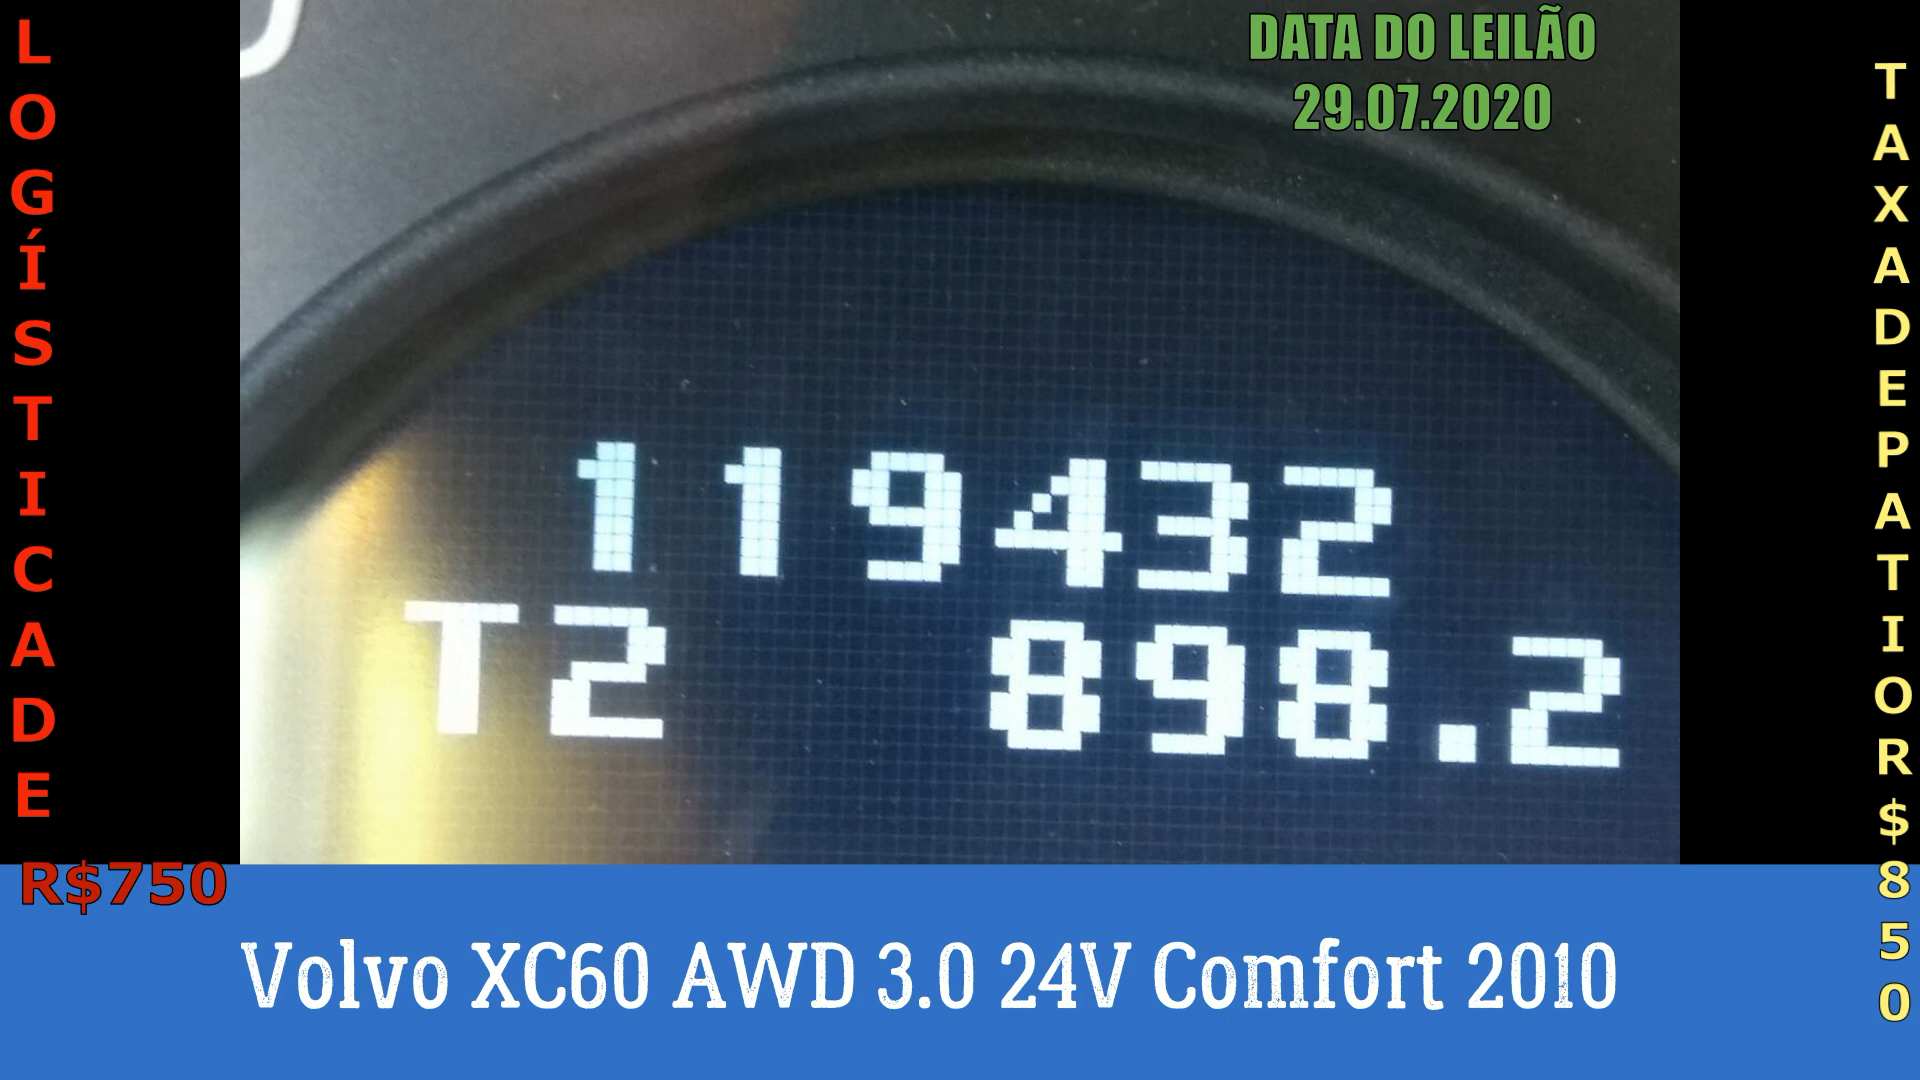 LOGÍSTICA DE
R$750
DATA DO LEILÃO
29.07.2020
119432
T2 898.2
TAXA DE PATIO R$850
Volvo XC60 AWD 3.0 24V Comfort 2010